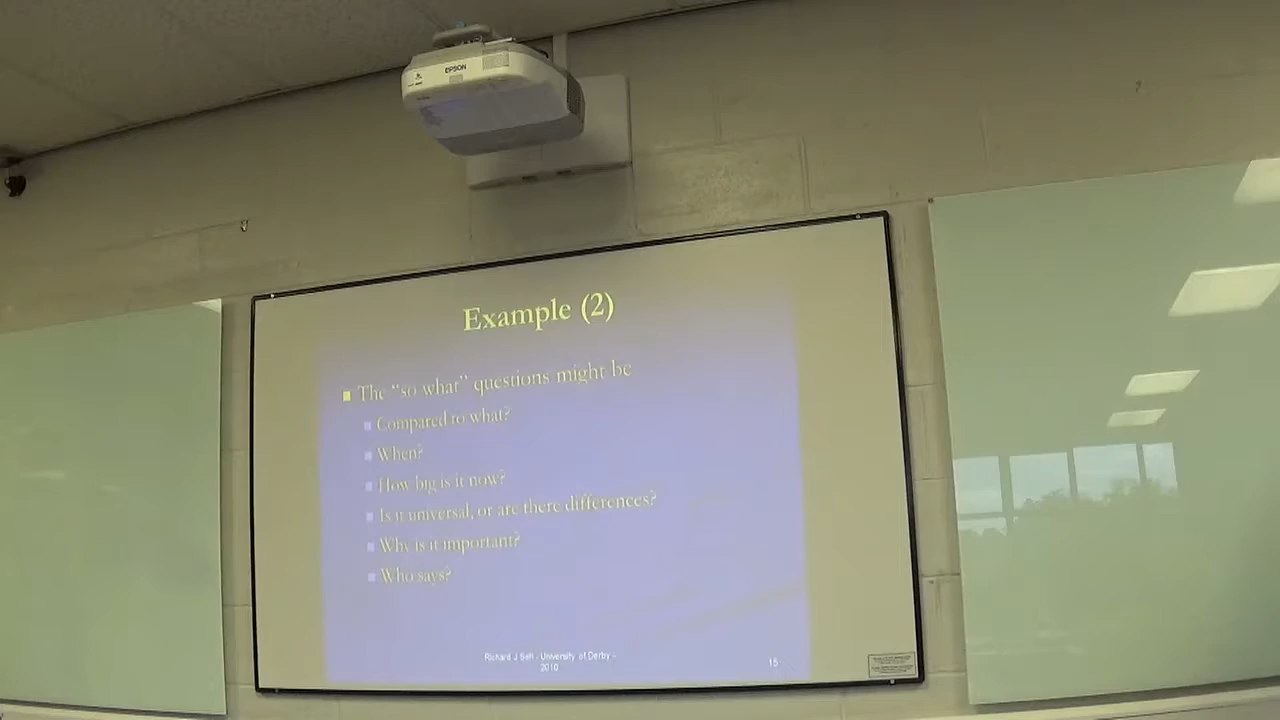 EPSON
Example (2)
The "so what" questions might be
Compared to what?
When?
How big is it now?
Is it universal, or are there differences?
Why is it important?
Who says?
Richard J Self - University of Derby -
2010
15